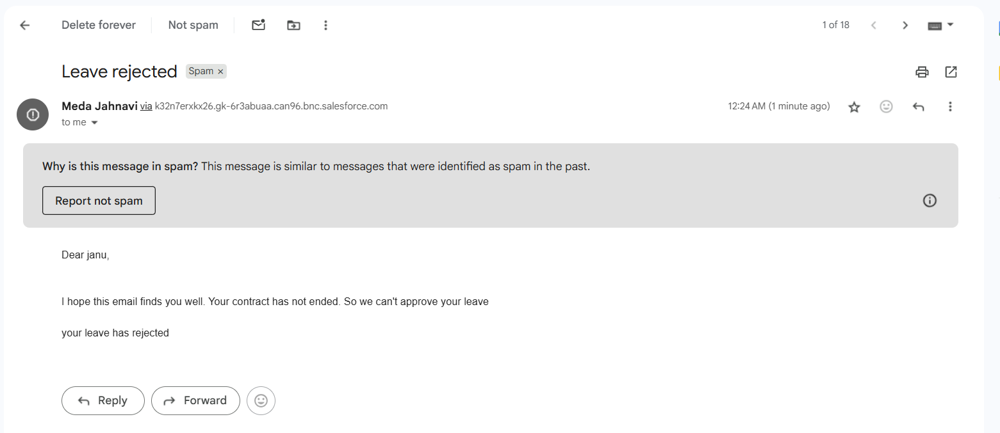 Delete forever Not spam 1 of 18
Leave rejected Spam ×
Meda Jahnavi via k32n7erxkx26.gk-6r3abuaa.can96.bnc.salesforce.com 12:24 AM (1 minute ago)
to me
Why is this message in spam? This message is similar to messages that were identified as spam in the past.
Report not spam
Dear janu,
I hope this email finds you well. Your contract has not ended. So we can't approve your leave
your leave has rejected
Reply Forward